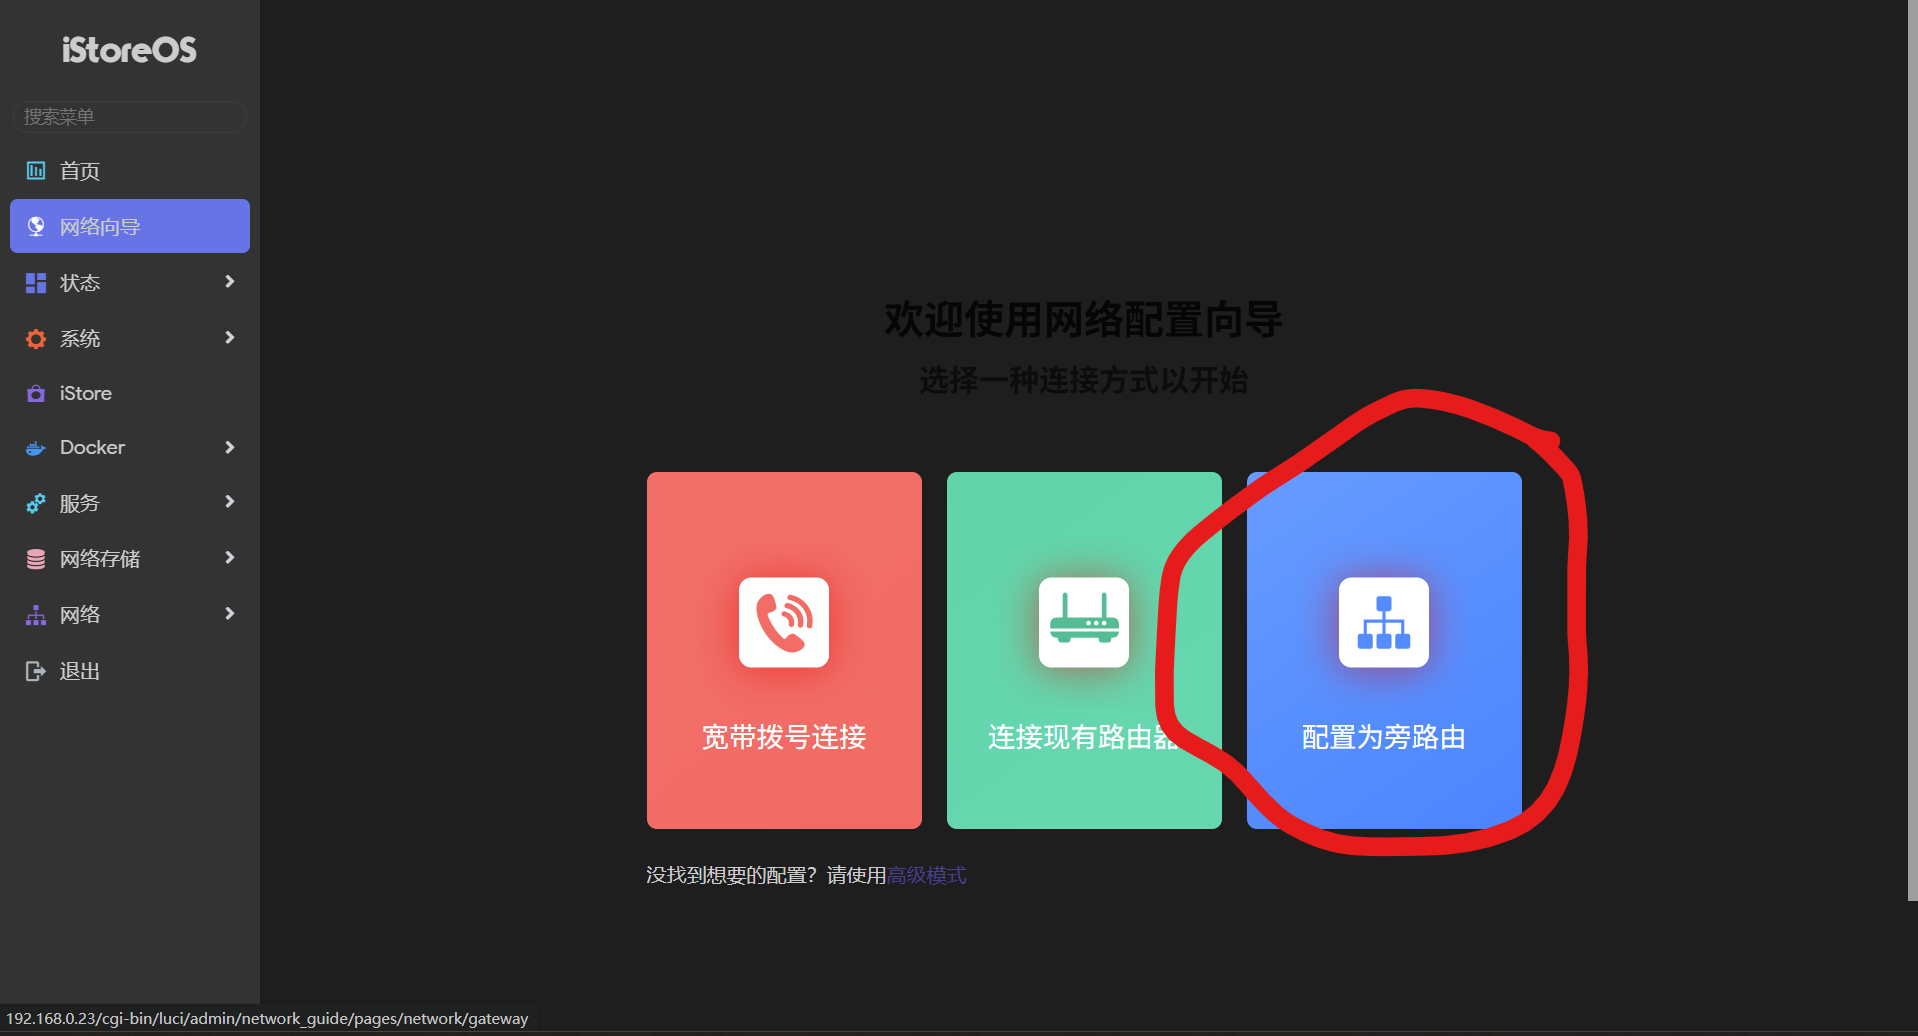 iStoreOS
搜索菜单
首页
网络向导
状态
系统
iStore
Docker
服务
网络存储
网络
退出
欢迎使用网络配置向导
选择一种连接方式以开始
宽带拨号连接
连接现有路由器
配置为旁路由
没找到想要的配置？请使用高级模式
192.168.0.23/cgi-bin/luci/admin/network_guide/pages/network/gateway